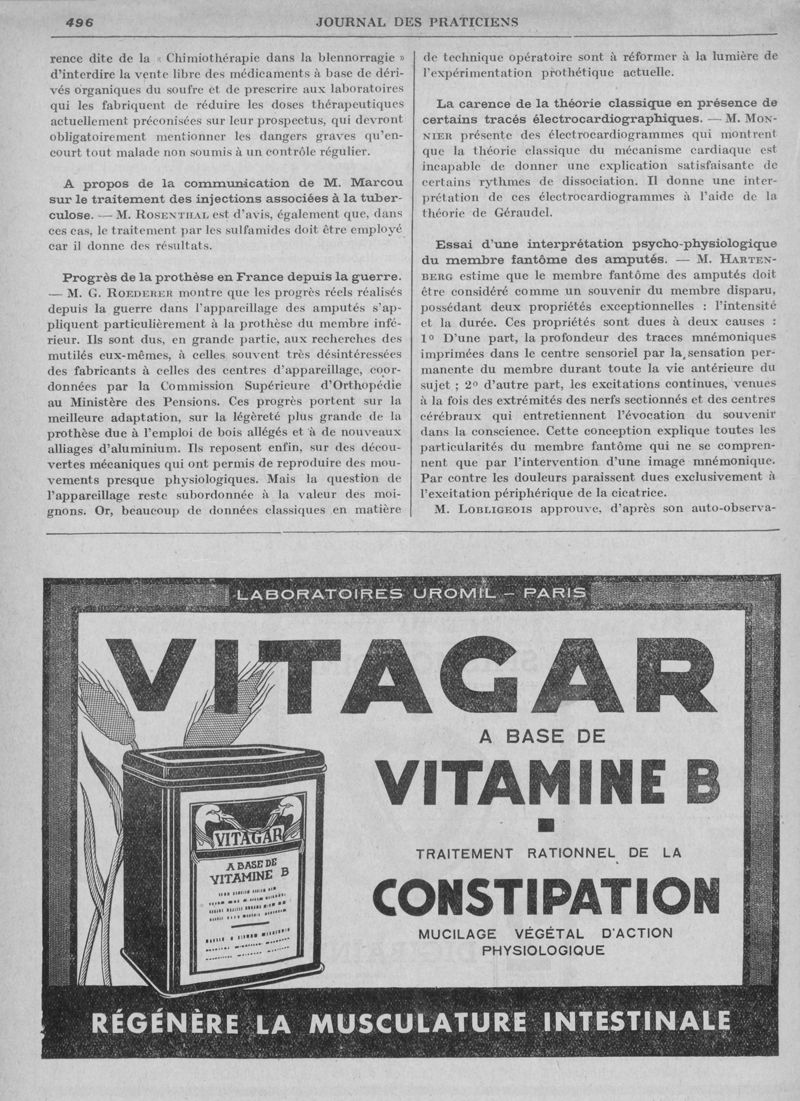 496
JOURNAL DES PRATICIENS
rence dite de la « Chimiothérapie dans la blennorragie »
d'interdire la vente libre des médicaments à base de déri-
vés organiques du soufre et de prescrire aux laboratoires
qui les fabriquent de réduire les doses thérapeutiques
actuellement préconisées sur leur prospectus, qui devront
obligatoirement mentionner les dangers graves qu'en-
court tout malade non soumis à un contrôle régulier.
A propos de la communication de M. Marcou
sur le traitement des injections associées à la tuber-
culose. — M. ROSENTHAL est d'avis, également que, dans
ces cas, le traitement par les sulfamides doit être employé
car il donne des résultats.
Progrès de la prothèse en France depuis la guerre.
— M. G. ROEDERER montre que les progrès réels réalisés
depuis la guerre dans l'appareillage des amputés s'ap-
pliquent particulièrement à la prothèse du membre infé-
rieur. Ils sont dus, en grande partie, aux recherches des
mutilés eux-mêmes, à celles souvent très désintéressées
des fabricants à celles des centres d'appareillage, coor-
données par la Commission Supérieure d'Orthopédie
au Ministère des Pensions. Ces progrès portent sur la
meilleure adaptation, sur la légèreté plus grande de la
prothèse due à l'emploi de bois allégés et à de nouveaux
alliages d'aluminium. Ils reposent enfin, sur des décou-
vertes mécaniques qui ont permis de reproduire des mou-
vements presque physiologiques. Mais la question de
l'appareillage reste subordonnée à la valeur des moi-
gnons. Or, beaucoup de données classiques en matière
de technique opératoire sont à réformer à la lumière de
l'expérimentation prothétique actuelle.
La carence de la théorie classique en présence de
certains tracés électrocardiographiques. — M. MON-
NIER présente des électrocardiogrammes qui montrent
que la théorie classique du mécanisme cardiaque est
incapable de donner une explication satisfaisante de
certains rythmes de dissociation. Il donne une inter-
prétation de ces électrocardiogrammes à l'aide de la
théorie de Géraudel.
Essai d'une interprétation psycho-physiologique
du membre fantôme des amputés. — M. HARTEN-
BERG estime que le membre fantôme des amputés doit
être considéré comme un souvenir du membre disparu,
possédant deux propriétés exceptionnelles : l'intensité
et la durée. Ces propriétés sont dues à deux causes :
1° D'une part, la profondeur des traces mnémoniques
imprimées dans le centre sensoriel par la sensation per-
manente du membre durant toute la vie antérieure du
sujet ; 2° d'autre part, les excitations continues, venues
à la fois des extrémités des nerfs sectionnés et des centres
cérébraux qui entretiennent l'évocation du souvenir
dans la conscience. Cette conception explique toutes les
particularités du membre fantôme qui ne se compren-
nent que par l'intervention d'une image mnémonique.
Par contre les douleurs paraissent dues exclusivement à
l'excitation périphérique de la cicatrice.
M. LOBLIGEOIS approuve, d'après son auto-observa-
LABORATOIRES UROMIL - PARIS
VITAGAR
A BASE DE
VITAMINE B
TRAITEMENT RATIONNEL DE LA
CONSTIPATION
MUCILAGE VÉGÉTAL D'ACTION
PHYSIOLOGIQUE
VITAGAR
A BASE DE
VITAMINE B
RÉGÉNÈRE LA MUSCULATURE INTESTINALE